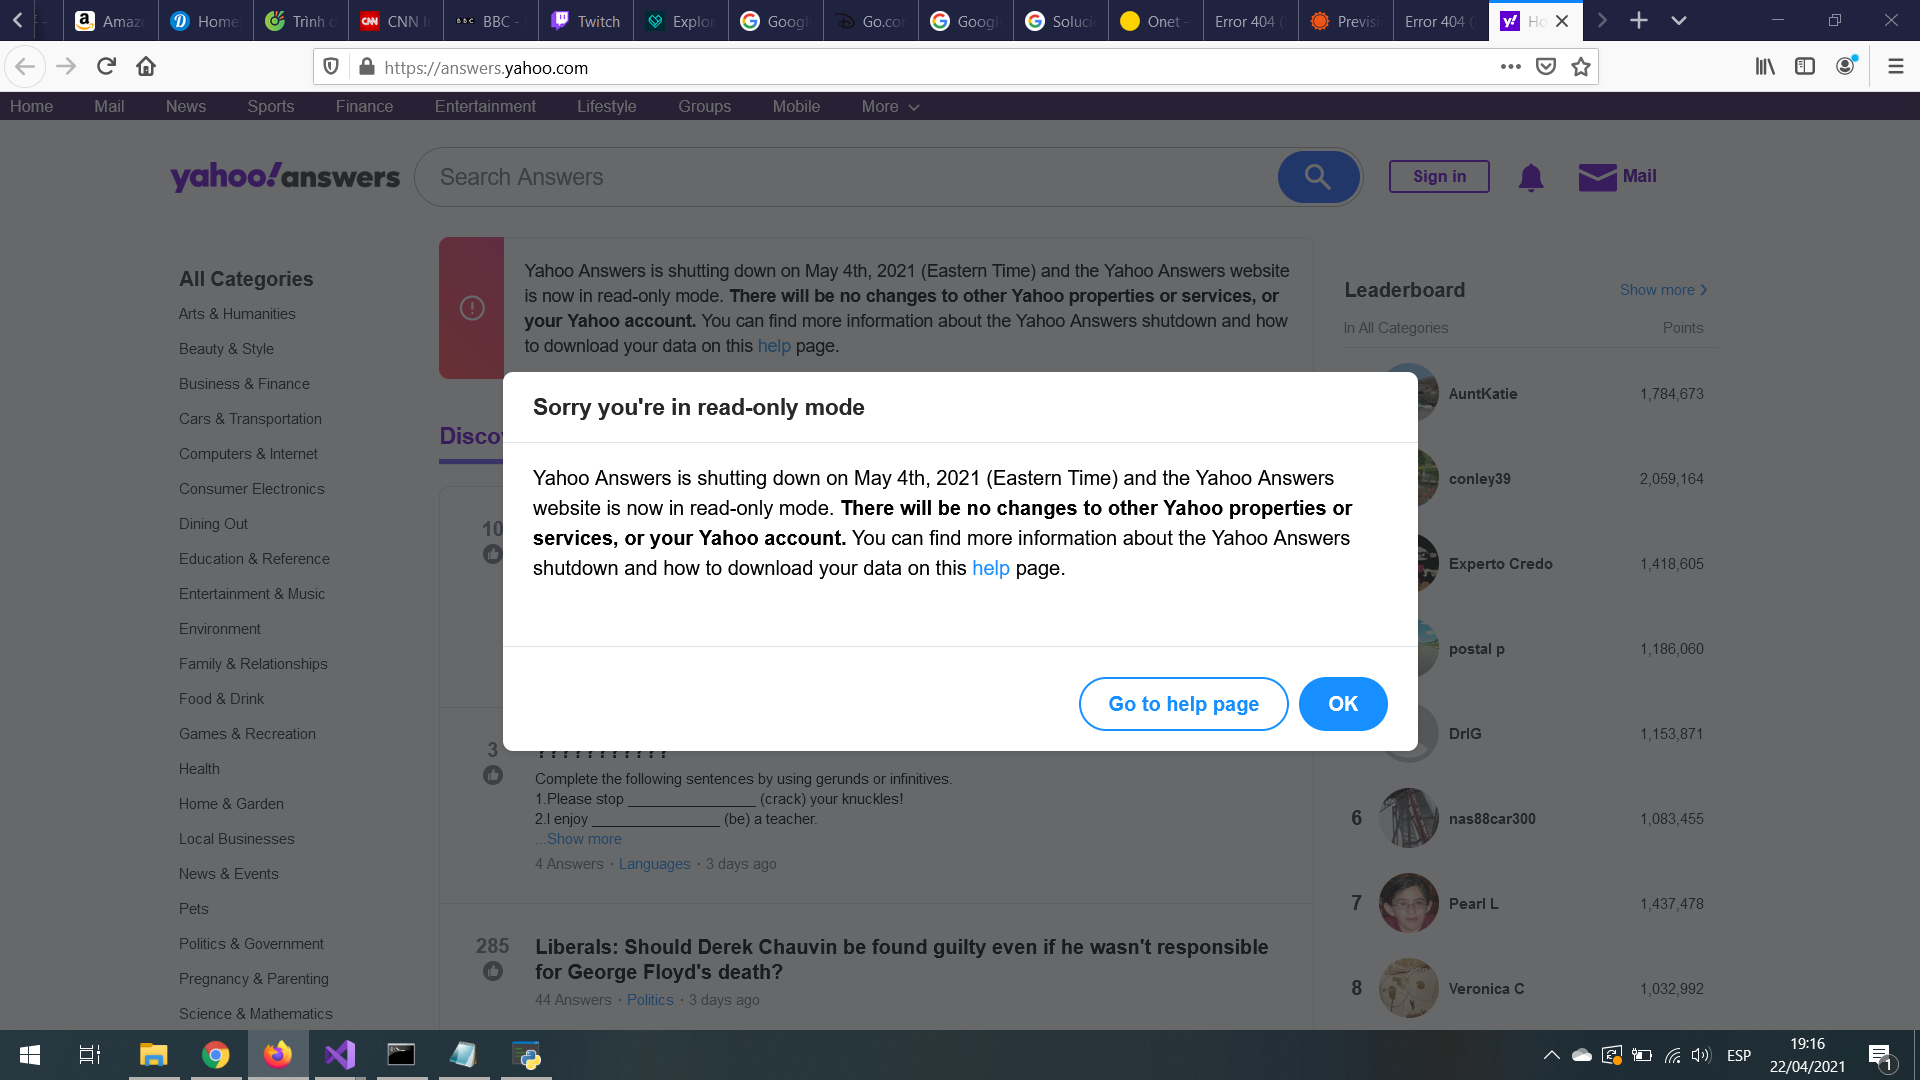 Amaz
Home
Trình
CNN
BBC -
Twitch
Explor
Googl
Go.co
Googl
Soluci
Onet -
Error 404 (
Previsi
Error 404 (
https://answers.yahoo.com
Home
Mail
News
Sports
Finance
Entertainment
Lifestyle
Groups
Mobile
More
yahoo!answers
Search Answers
Sign in
Mail
All Categories
Arts & Humanities
Beauty & Style
Business & Finance
Cars & Transportation
Computers & Internet
Consumer Electronics
Dining Out
Education & Reference
Entertainment & Music
Environment
Family & Relationships
Food & Drink
Games & Recreation
Health
Home & Garden
Local Businesses
News & Events
Pets
Politics & Government
Pregnancy & Parenting
Science & Mathematics
Yahoo Answers is shutting down on May 4th, 2021 (Eastern Time) and the Yahoo Answers website
is now in read-only mode. There will be no changes to other Yahoo properties or services, or
your Yahoo account. You can find more information about the Yahoo Answers shutdown and how
to download your data on this help page.
Disco
Sorry you're in read-only mode
Yahoo Answers is shutting down on May 4th, 2021 (Eastern Time) and the Yahoo Answers
website is now in read-only mode. There will be no changes to other Yahoo properties or
services, or your Yahoo account. You can find more information about the Yahoo Answers
shutdown and how to download your data on this help page.
Go to help page
OK
10
3
???????????
Complete the following sentences by using gerunds or infinitives.
1.Please stop ________________ (crack) your knuckles!
2.I enjoy ________________ (be) a teacher.
...Show more
4 Answers · Languages · 3 days ago
285
Liberals: Should Derek Chauvin be found guilty even if he wasn't responsible
for George Floyd's death?
44 Answers · Politics · 3 days ago
Leaderboard
Show more
In All Categories
Points
AuntKatie 1,784,673
conley39 2,059,164
Experto Credo 1,418,605
postal p 1,186,060
DrIG 1,153,871
6 nas88car300 1,083,455
7 Pearl L 1,437,478
8 Veronica C 1,032,992
ESP
19:16
22/04/2021
1